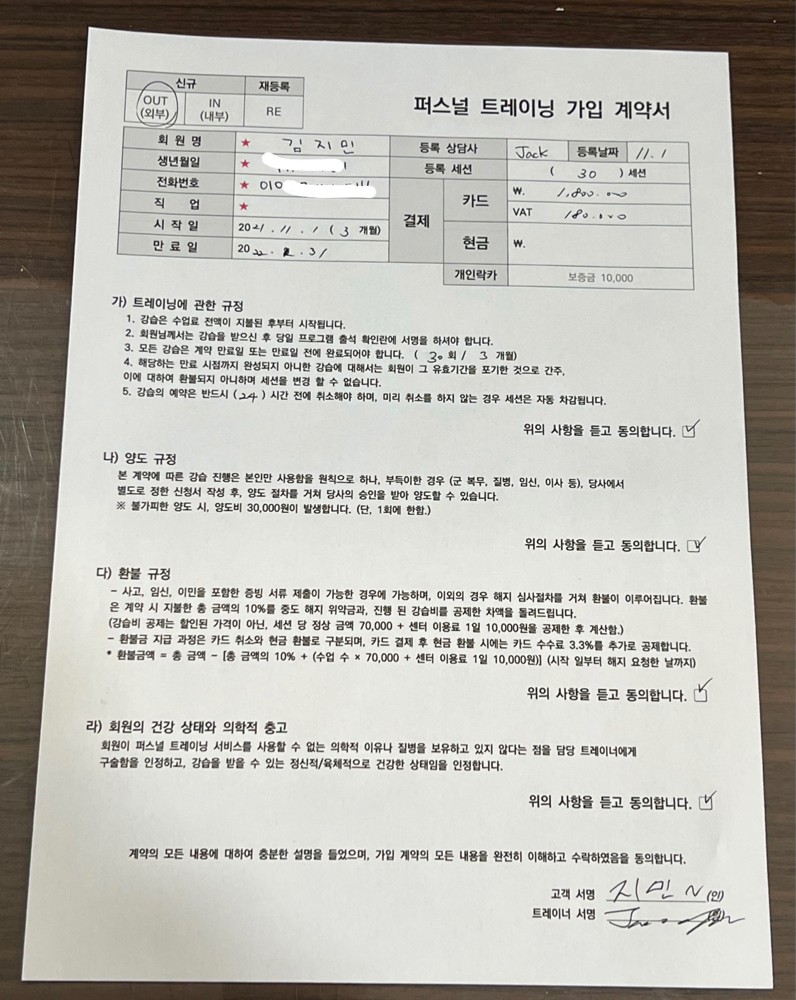 신규 재등록
OUT (외부) IN (내부) RE
퍼스널 트레이닝 가입 계약서
회 원 명 ★ 김지민 등록 상담사 Jack 등록날짜 11.1
생년월일 ★ 등록 세션 ( 30 ) 세션
전화번호 ★ 010 결제 카드 ₩. 1,800.000
직 업 ★ VAT 180.000
시 작 일 2021.11.1 ( 3 개월) 현금 ₩.
만 료 일 2022. 31
개인락카 보증금 10,000
가) 트레이닝에 관한 규정
1. 강습은 수업료 전액이 지불된 후부터 시작됩니다.
2. 회원님께서는 강습을 받으신 후 당일 프로그램 출석 확인란에 서명을 하셔야 합니다.
3. 모든 강습은 계약 만료일 또는 만료일 전에 완료되어야 합니다. ( 30 회 / 3 개월)
4. 해당하는 만료 시점까지 완성되지 아니한 강습에 대해서는 회원이 그 유효기간을 포기한 것으로 간주,
이에 대하여 환불되지 아니하며 세션을 변경 할 수 없습니다.
5. 강습의 예약은 반드시 ( 24 ) 시간 전에 취소해야 하며, 미리 취소를 하지 않는 경우 세션은 자동 차감됩니다.
위의 사항을 듣고 동의합니다. ☑
나) 양도 규정
본 계약에 따른 강습 진행은 본인만 사용함을 원칙으로 하나, 부득이한 경우 (군 복무, 질병, 임신, 이사 등), 당사에서
별도로 정한 신청서 작성 후, 양도 절차를 거쳐 당사의 승인을 받아 양도할 수 있습니다.
※ 불가피한 양도 시, 양도비 30,000원이 발생합니다. (단, 1회에 한함.)
위의 사항을 듣고 동의합니다. ☑
다) 환불 규정
- 사고, 임신, 이민을 포함한 증빙 서류 제출이 가능한 경우에 가능하며, 이외의 경우 해지 심사절차를 거쳐 환불이 이루어집니다. 환불
은 계약 시 지불한 총 금액의 10%를 중도 해지 위약금과, 진행 된 강습비를 공제한 차액을 돌려드립니다.
(강습비 공제는 할인된 가격이 아닌, 세션 당 정상 금액 70,000 + 센터 이용료 1일 10,000원을 공제한 후 계산함.)
- 환불금 지급 과정은 카드 취소와 현금 환불로 구분되며, 카드 결제 후 현금 환불 시에는 카드 수수료 3.3%를 추가로 공제합니다.
* 환불금액 = 총 금액 - [총 금액의 10% + (수업 수 × 70,000 + 센터 이용료 1일 10,000원)] (시작 일부터 해지 요청한 날까지)
위의 사항을 듣고 동의합니다. ☑
라) 회원의 건강 상태와 의학적 충고
회원이 퍼스널 트레이닝 서비스를 사용할 수 없는 의학적 이유나 질병을 보유하고 있지 않다는 점을 담당 트레이너에게
구술함을 인정하고, 강습을 받을 수 있는 정신적/육체적으로 건강한 상태임을 인정합니다.
위의 사항을 듣고 동의합니다. ☑
계약의 모든 내용에 대하여 충분한 설명을 들었으며, 가입 계약의 모든 내용을 완전히 이해하고 수락하였음을 동의합니다.
고객 서명 지민 (인)
트레이너 서명